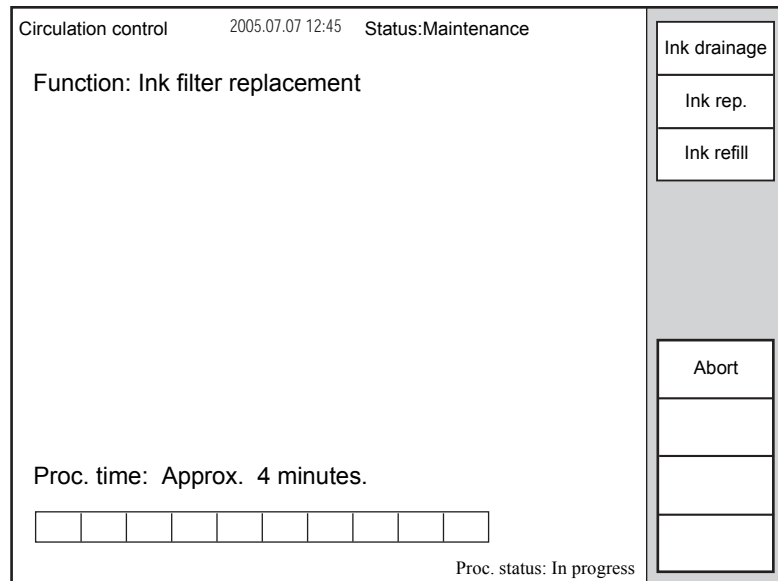 Circulation control 2005.07.07 12:45 Status:Maintenance
Function: Ink filter replacement
Ink drainage
Ink rep.
Ink refill
Abort
Proc. time: Approx. 4 minutes.
Proc. status: In progress